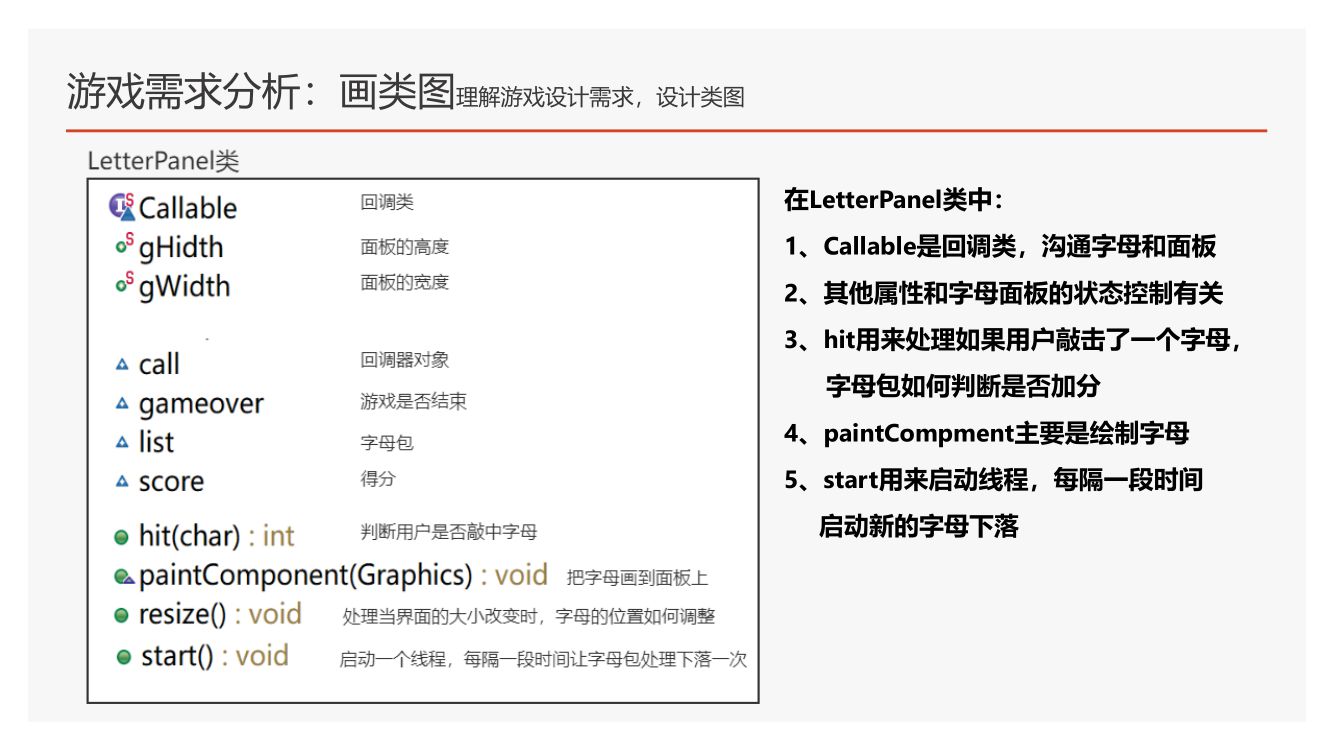 游戏需求分析：画类图理解游戏设计需求，设计类图
LetterPanel类
Callable 回调类
gHidth 面板的高度
gWidth 面板的宽度
call 回调器对象
gameover 游戏是否结束
list 字母包
score 得分
hit(char) : int 判断用户是否敲中字母
paintComponent(Graphics) : void 把字母画到面板上
resize() : void 处理当界面的大小改变时，字母的位置如何调整
start() : void 启动一个线程，每隔一段时间让字母包处理下落一次
在LetterPanel类中：
1、Callable是回调类，沟通字母和面板
2、其他属性和字母面板的状态控制有关
3、hit用来处理如果用户敲击了一个字母，
字母包如何判断是否加分
4、paintCompment主要是绘制字母
5、start用来启动线程，每隔一段时间
启动新的字母下落